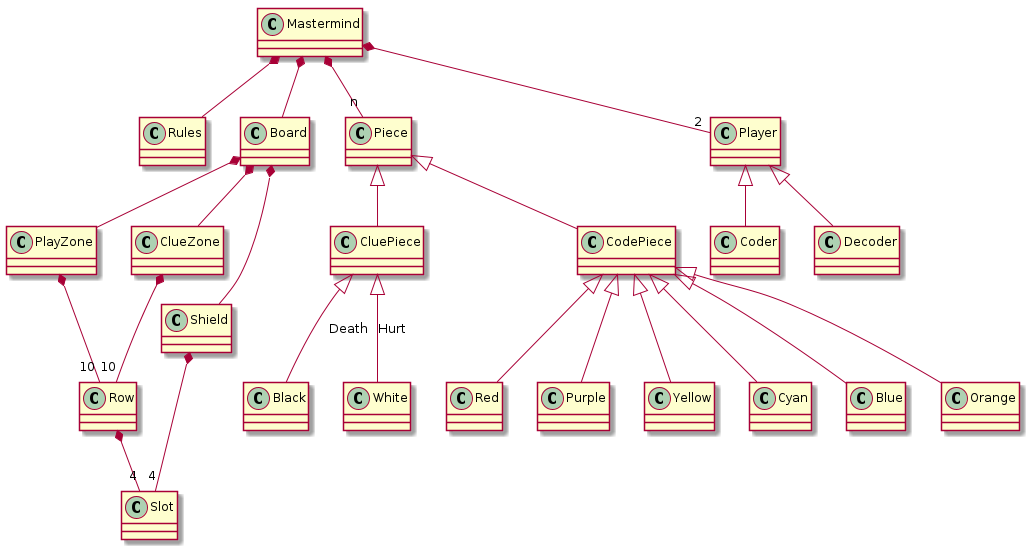 C Mastermind
n
2
C Rules
C Board
C Piece
C Player
C PlayZone
C ClueZone
C CluePiece
C CodePiece
C Coder
C Decoder
C Shield
Death
Hurt
10
10
C Row
C Black
C White
C Red
C Purple
C Yellow
C Cyan
C Blue
C Orange
4
4
C Slot